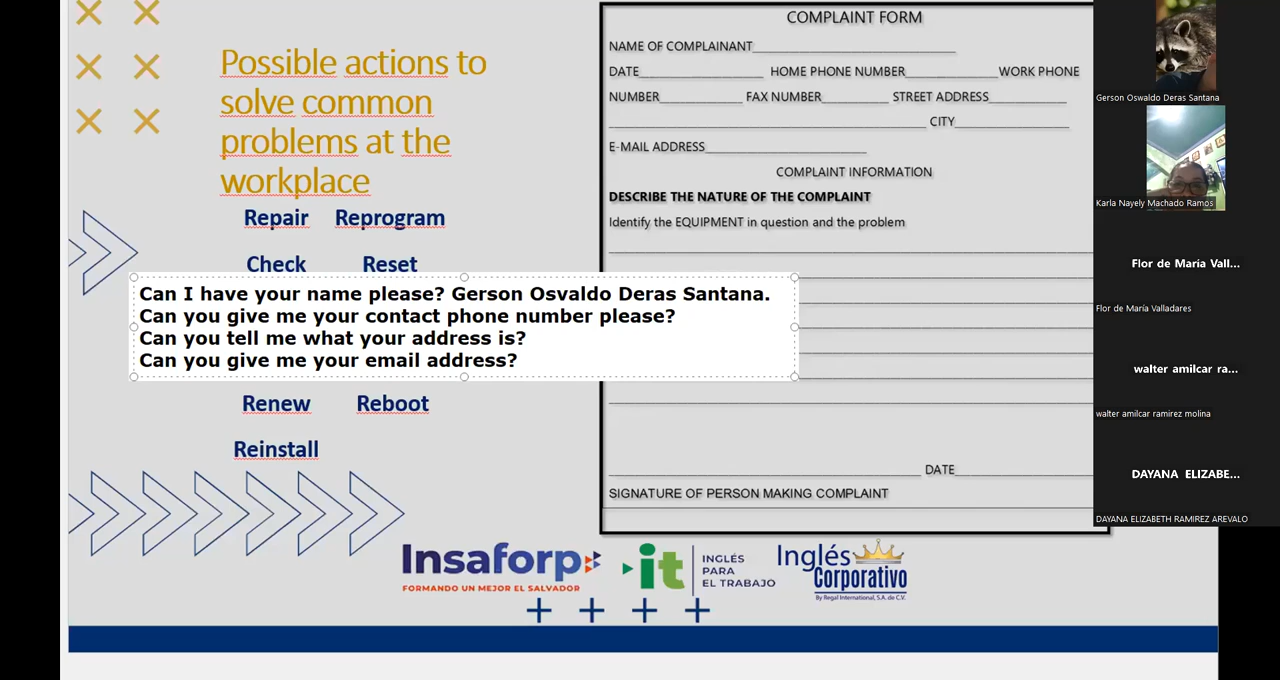 Possible actions to
solve common
problems at the
workplace
Repair Reprogram
Check Reset
Can I have your name please? Gerson Osvaldo Deras Santana.
Can you give me your contact phone number please?
Can you tell me what your address is?
Can you give me your email address?
Renew Reboot
Reinstall
COMPLAINT FORM
NAME OF COMPLAINANT
DATE HOME PHONE NUMBER WORK PHONE
NUMBER FAX NUMBER STREET ADDRESS
CITY
E-MAIL ADDRESS
COMPLAINT INFORMATION
DESCRIBE THE NATURE OF THE COMPLAINT
Identify the EQUIPMENT in question and the problem
DATE
SIGNATURE OF PERSON MAKING COMPLAINT
Insaforp
FORMANDO UN MEJOR EL SALVADOR
it
INGLÉS
PARA
EL TRABAJO
Inglés
Corporativo
By Regal International, S.A. de C.V.
Gerson Oswaldo Deras Santana
Karla Nayely Machado Ramos
Flor de María Vall...
Flor de María Valladares
walter amilcar ra...
walter amilcar ramirez molina
DAYANA ELIZABE...
DAYANA ELIZABETH RAMIREZ AREVALO